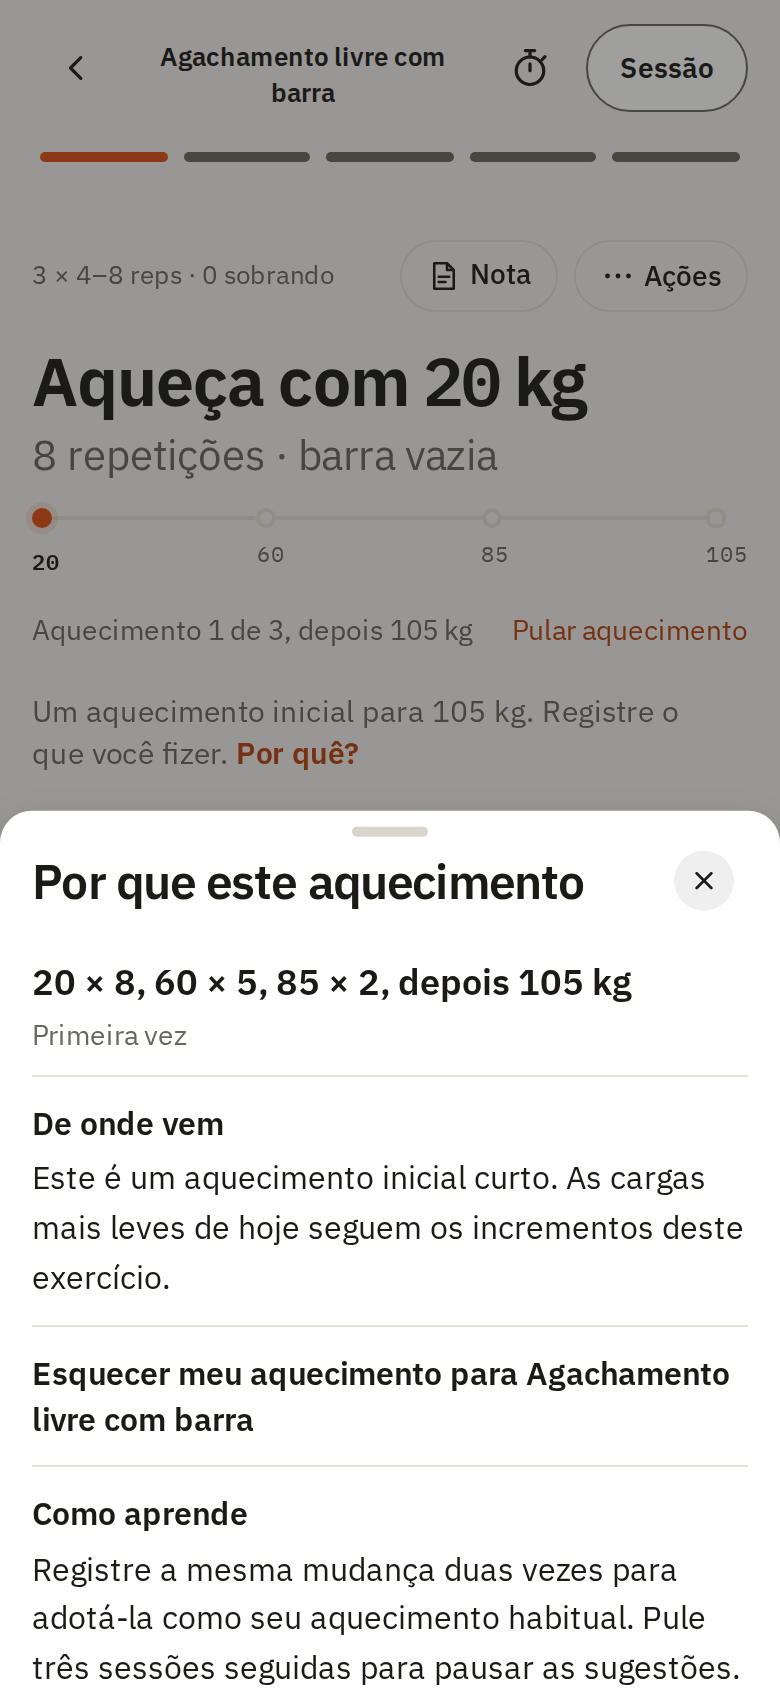 Agachamento livre com
barra
Sessão
3 × 4–8 reps · 0 sobrando
Nota
Ações
Aqueça com 20 kg
8 repetições · barra vazia
20
60
85
105
Aquecimento 1 de 3, depois 105 kg
Pular aquecimento
Um aquecimento inicial para 105 kg. Registre o
que você fizer. Por quê?
Por que este aquecimento
20 × 8, 60 × 5, 85 × 2, depois 105 kg
Primeira vez
De onde vem
Este é um aquecimento inicial curto. As cargas
mais leves de hoje seguem os incrementos deste
exercício.
Esquecer meu aquecimento para Agachamento
livre com barra
Como aprende
Registre a mesma mudança duas vezes para
adotá-la como seu aquecimento habitual. Pule
três sessões seguidas para pausar as sugestões.